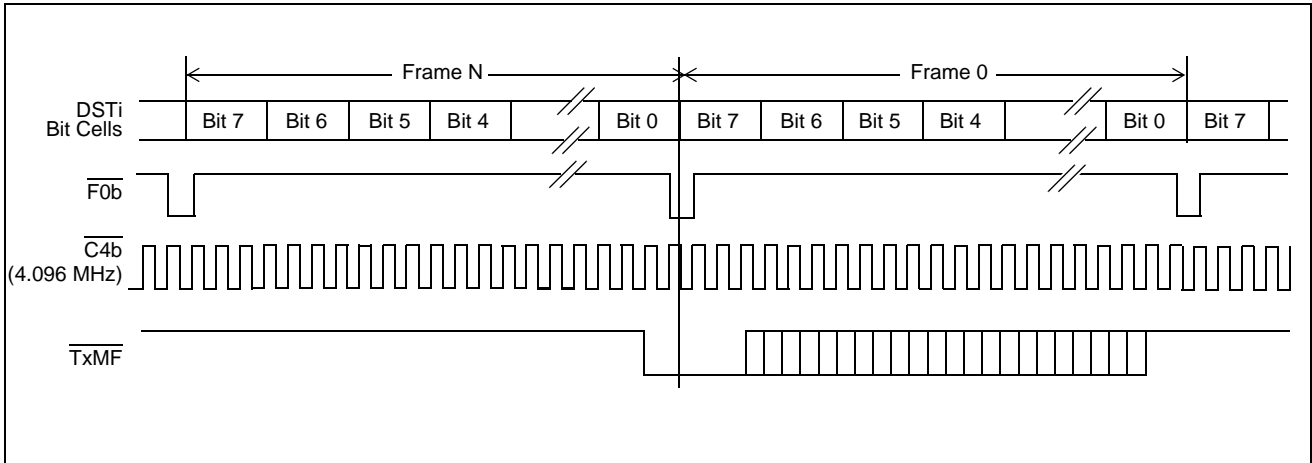 Frame N
Frame 0
DSTi
Bit Cells
Bit 7
Bit 6
Bit 5
Bit 4
Bit 0
Bit 7
Bit 6
Bit 5
Bit 4
Bit 0
Bit 7
F0b
C4b
(4.096 MHz)
TxMF